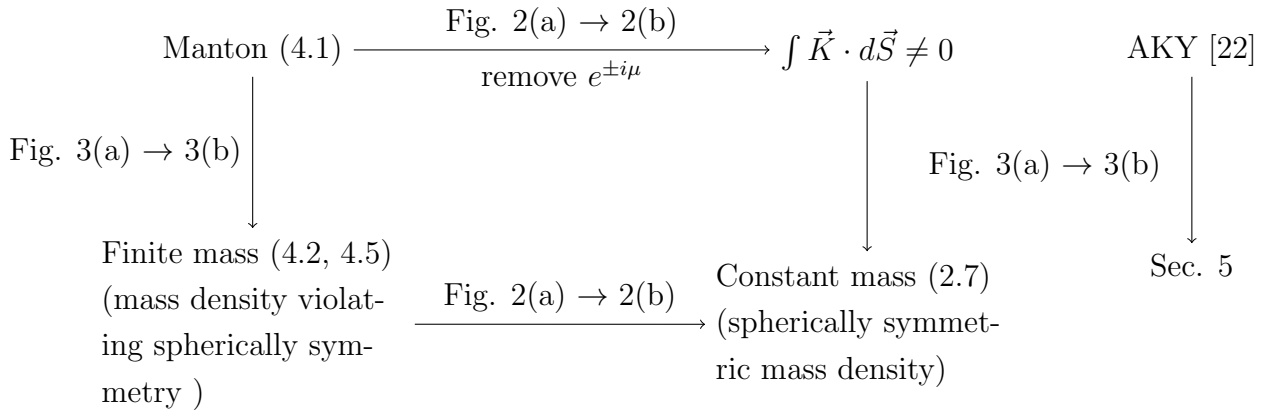 Fig. 2(a) → 2(b)
Manton (4.1)
∫ K⃗ · dS⃗ ≠ 0
AKY [22]
remove e^{±iμ}
Fig. 3(a) → 3(b)
Fig. 3(a) → 3(b)
Finite mass (4.2, 4.5)
(mass density violat-
ing spherically sym-
metry )
Fig. 2(a) → 2(b)
Constant mass (2.7)
(spherically symmet-
ric mass density)
Sec. 5